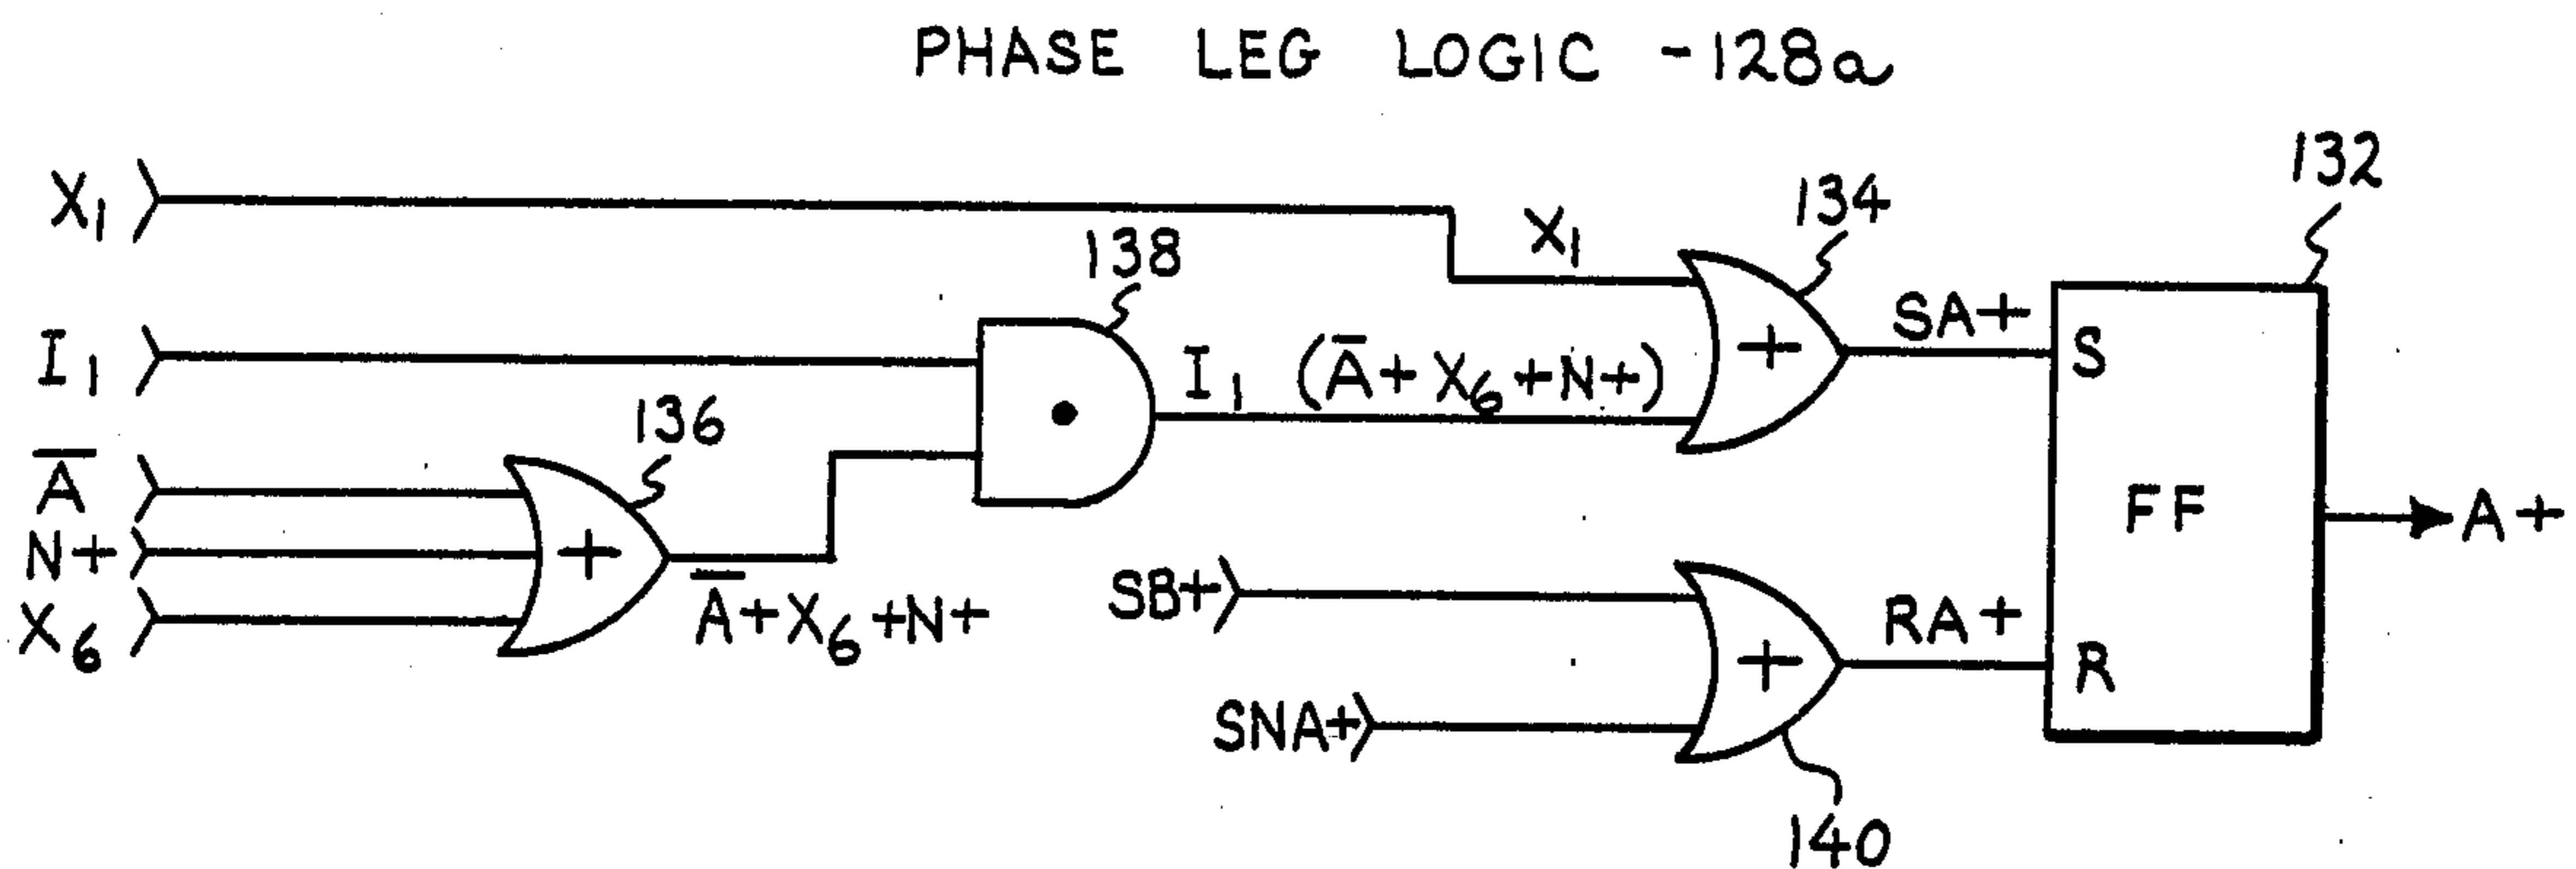 PHASE LEG LOGIC -128a
132
X₁
134
X₁
138
SA+
S
I₁
I₁ (A̅+X₆+N+)
+
136
A̅
FF
A+
N+
+
SB+
X₆
A̅+X₆+N+
RA+
+
R
SNA+
140